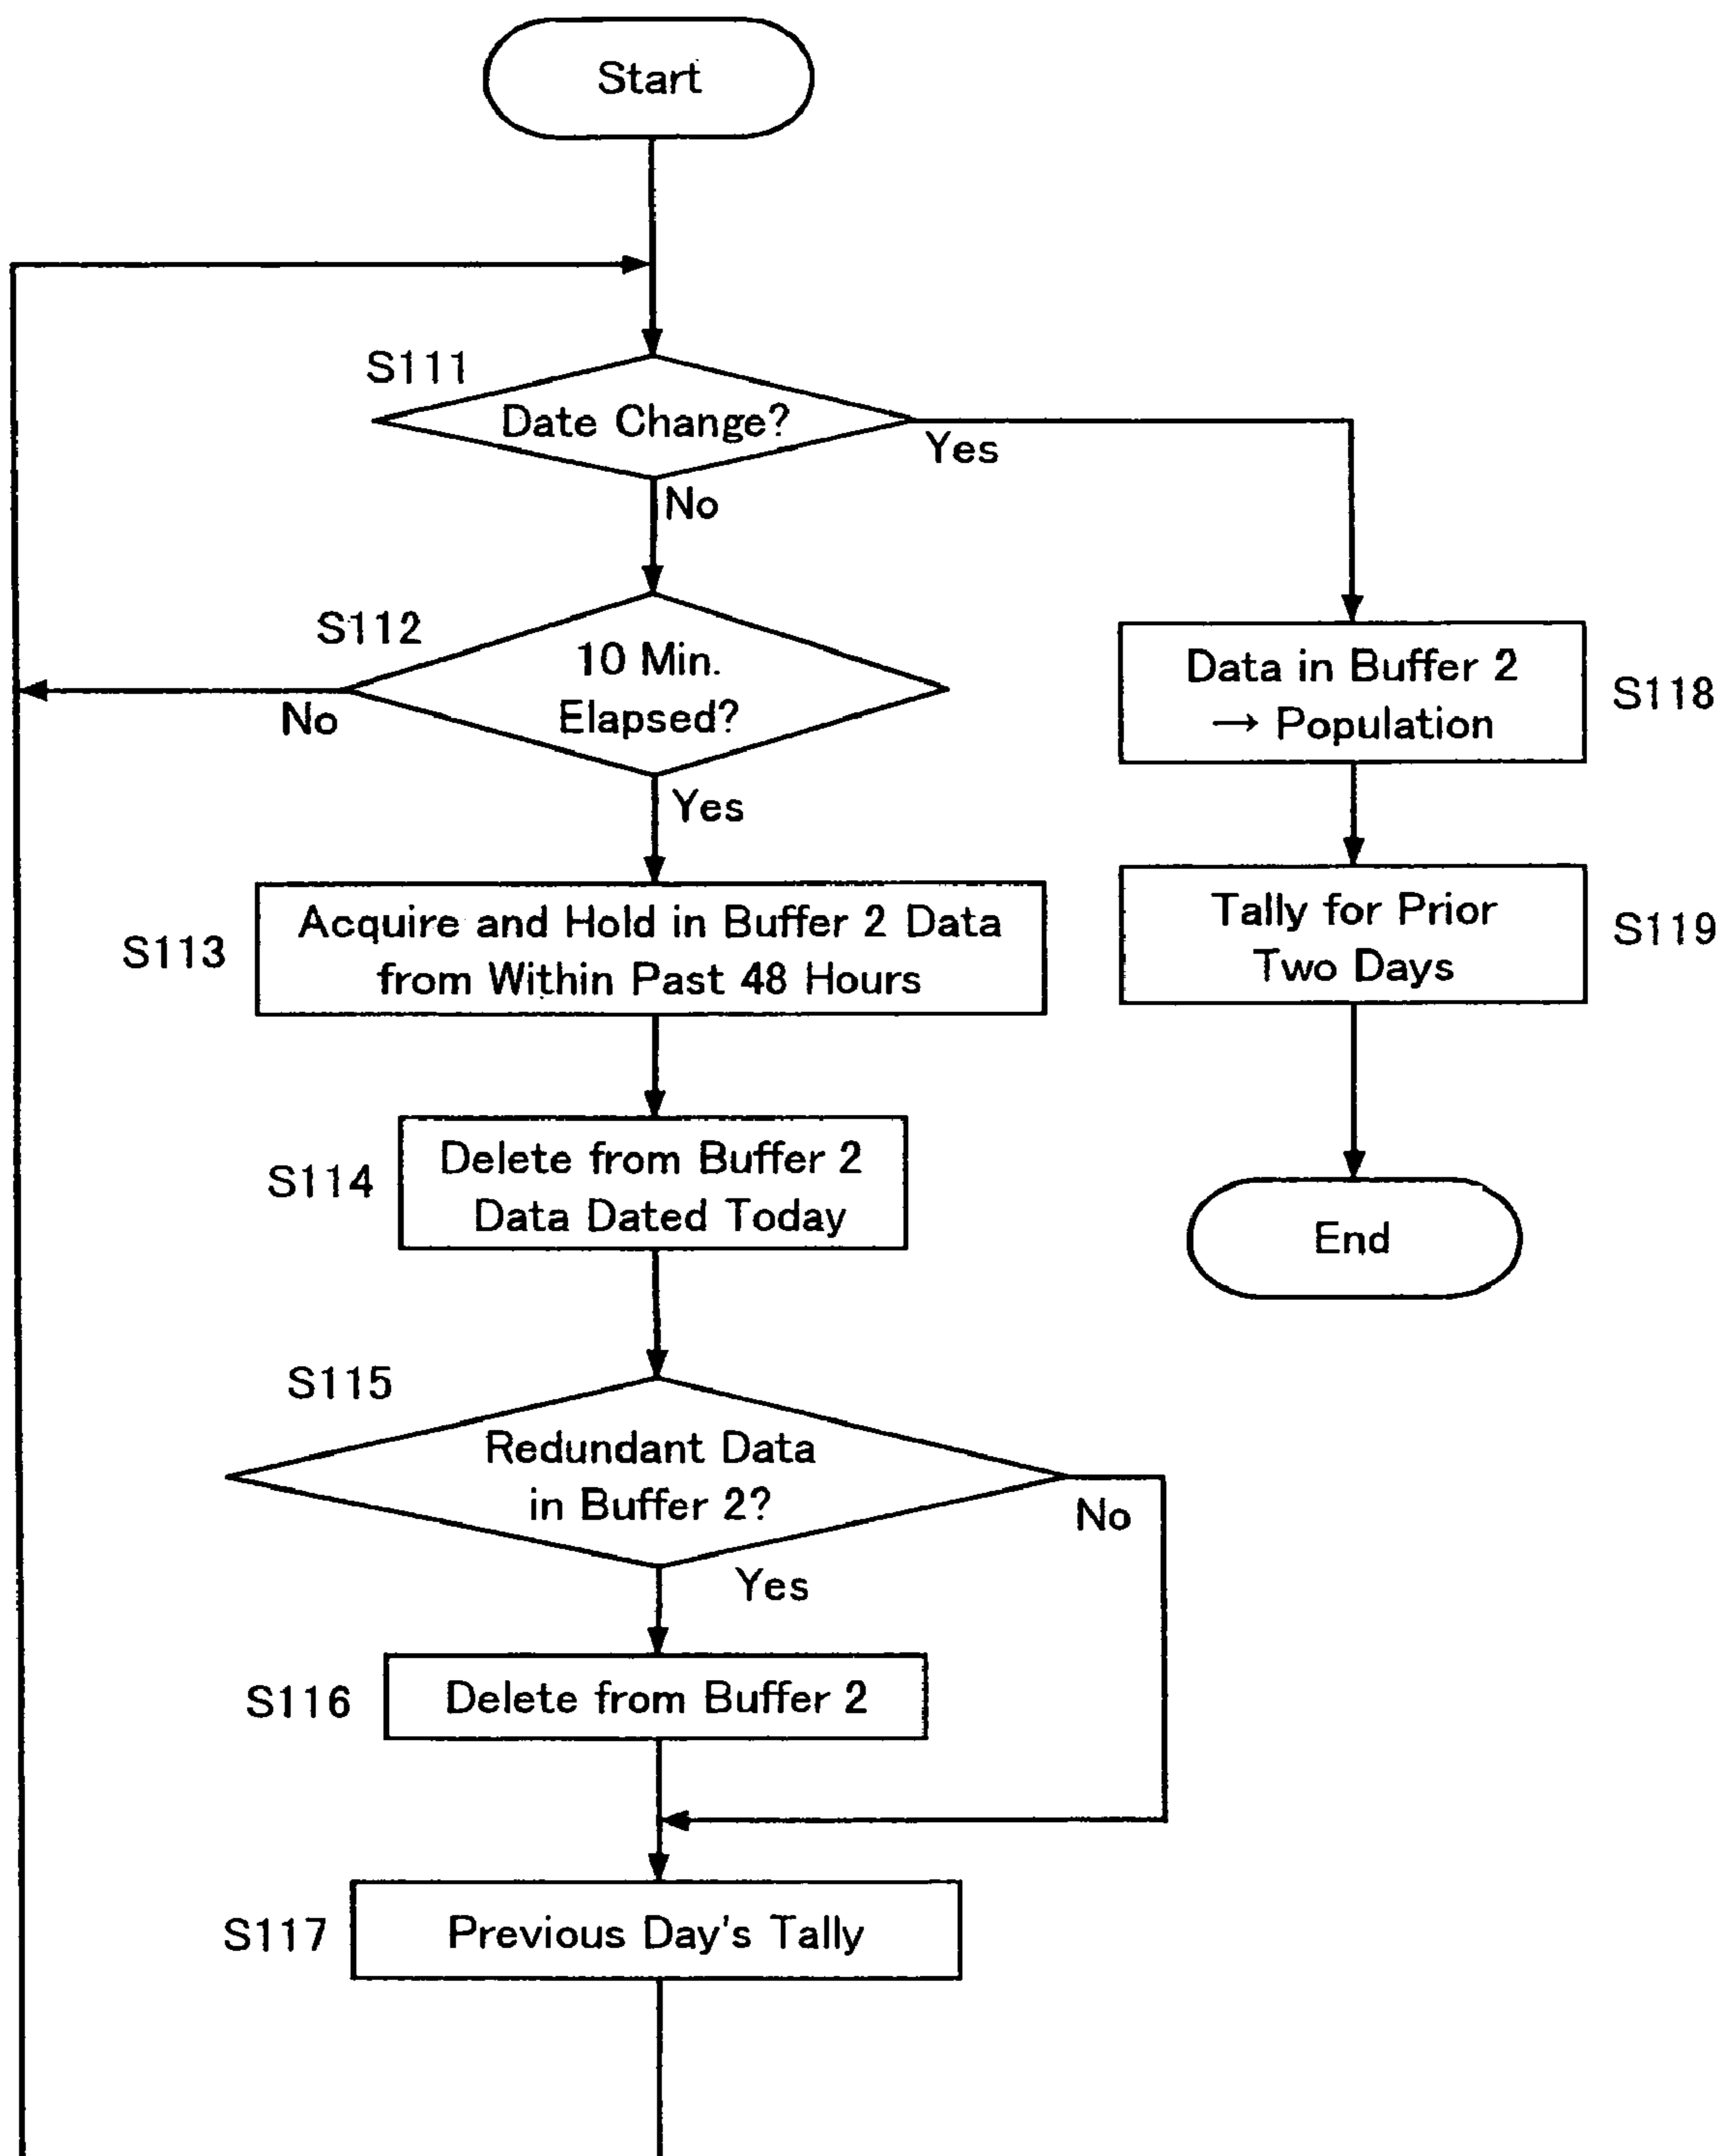 Start
S111
Date Change?
Yes
No
S112
10 Min.
Elapsed?
No
Yes
Data in Buffer 2
→ Population
S118
S113
Acquire and Hold in Buffer 2 Data
from Within Past 48 Hours
Tally for Prior
Two Days
S119
S114
Delete from Buffer 2
Data Dated Today
End
S115
Redundant Data
in Buffer 2?
No
Yes
S116
Delete from Buffer 2
S117
Previous Day's Tally